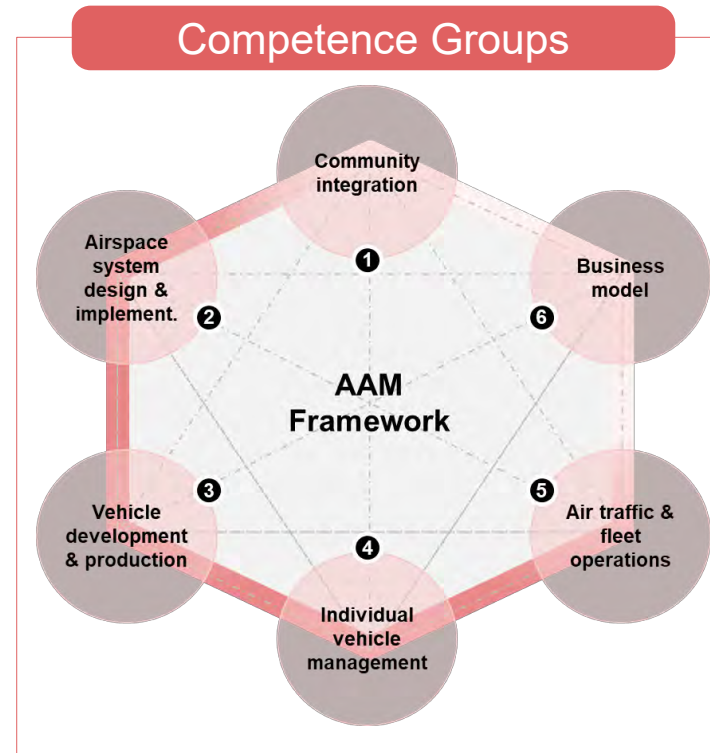 Competence Groups
Community
integration
1
Airspace
system
design &
implement.
2
Business
model
6
AAM
Framework
Vehicle
development
& production
3
Air traffic &
fleet
operations
5
4
Individual
vehicle
management